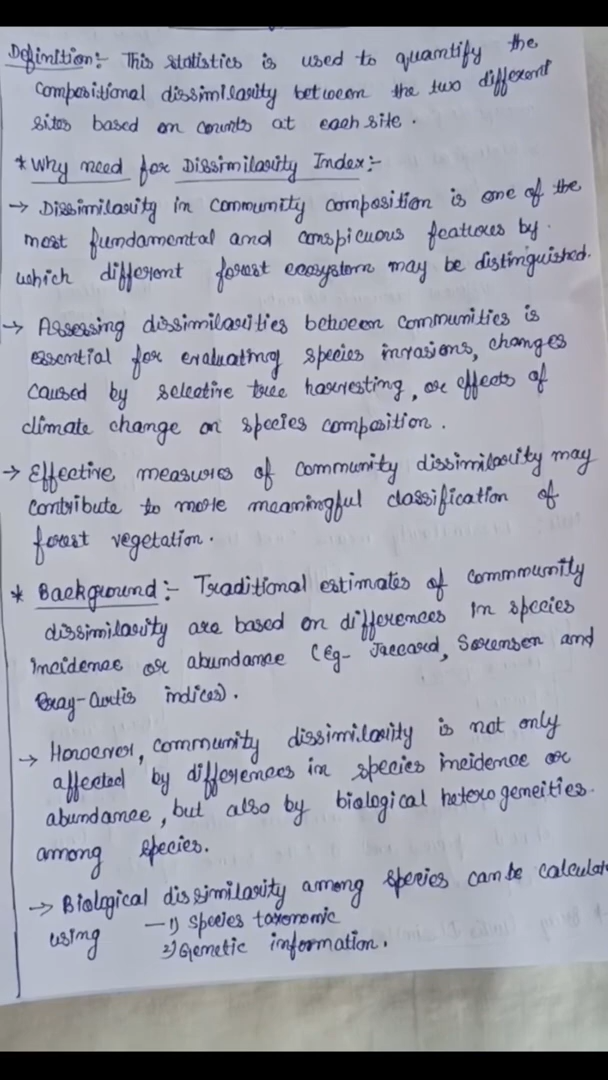 Definition:- This statistics is used to quantify the
compositional dissimilarity between the two different
sites based on counts at each site.
* Why need for Dissimilarity Index:-
→ Dissimilarity in community composition is one of the
most fundamental and conspicuous features by
which different forest ecosystem may be distinguished.
→ Assessing dissimilarities between communities is
essential for evaluating species invasions, changes
caused by selective tree harvesting, or effects of
climate change on species composition.
→ Effective measures of community dissimilarity may
contribute to more meaningful classification of
forest vegetation.
* Background:- Traditional estimates of commmunity
dissimilarity are based on differences in species
incidence or abundance (eg- Jaccard, Sorensen and
Bray-Curtis indices).
→ However, community dissimilarity is not only
affected by differences in species incidence or
abundance, but also by biological heterogeneities
among species.
→ Biological dissimilarity among species can be calculate
using — 1) Species taxonomic
2) Genetic information.